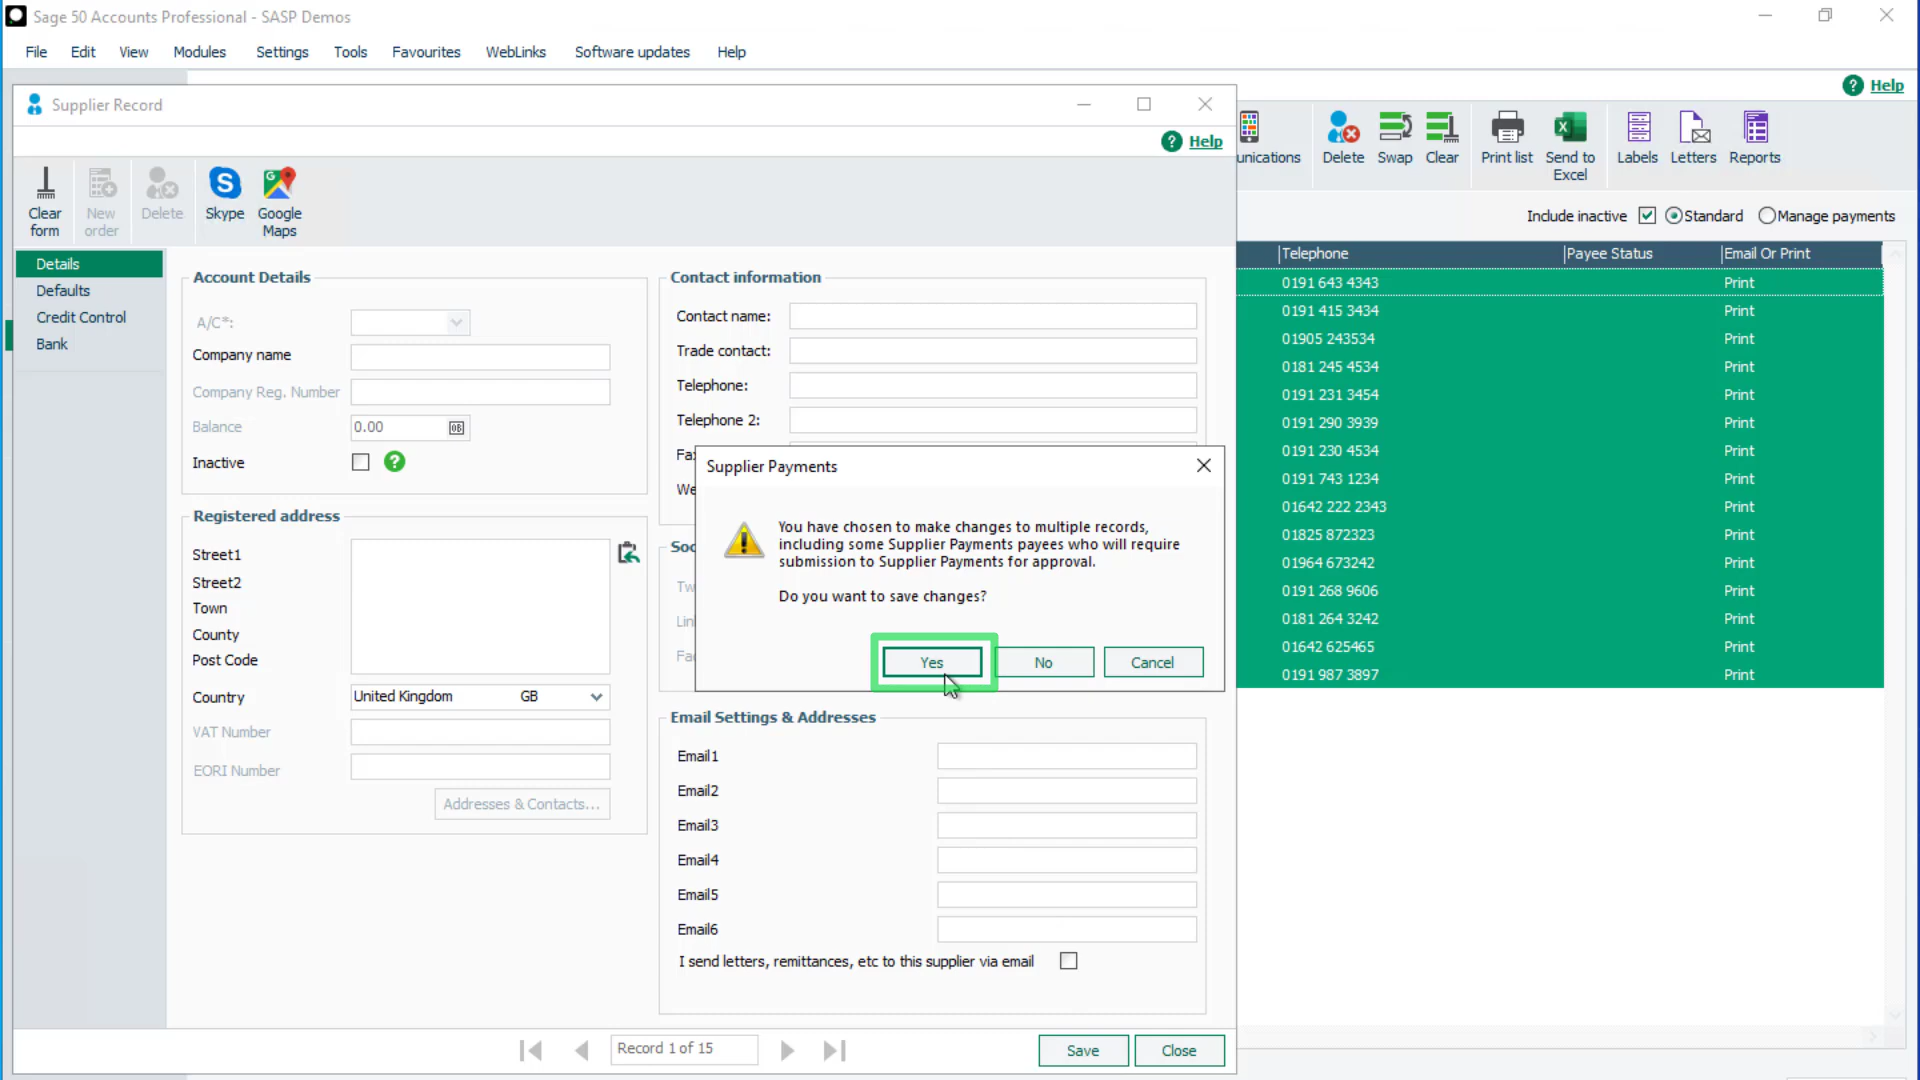 Sage 50 Accounts Professional - SASP Demos
File Edit View Modules Settings Tools Favourites WebLinks Software updates Help
Help
Supplier Record
Help
Clear form
New order
Delete
Skype
Google Maps
unications
Delete
Swap
Clear
Print list
Send to Excel
Labels
Letters
Reports
Include inactive
Standard
Manage payments
Details
Defaults
Credit Control
Bank
Account Details
A/C*:
Company name
Company Reg. Number
Balance 0.00
Inactive
Registered address
Street1
Street2
Town
County
Post Code
Country United Kingdom GB
VAT Number
EORI Number
Addresses & Contacts...
Contact information
Contact name:
Trade contact:
Telephone:
Telephone 2:
Fa
We
Soc
Tw
Lin
Fac
Supplier Payments
You have chosen to make changes to multiple records,
including some Supplier Payments payees who will require
submission to Supplier Payments for approval.
Do you want to save changes?
Yes No Cancel
Email Settings & Addresses
Email1
Email2
Email3
Email4
Email5
Email6
I send letters, remittances, etc to this supplier via email
Record 1 of 15
Save Close
Telephone Payee Status Email Or Print
0191 643 4343 Print
0191 415 3434 Print
01905 243534 Print
0181 245 4534 Print
0191 231 3454 Print
0191 290 3939 Print
0191 230 4534 Print
0191 743 1234 Print
01642 222 2343 Print
01825 872323 Print
01964 673242 Print
0191 268 9606 Print
0181 264 3242 Print
01642 625465 Print
0191 987 3897 Print